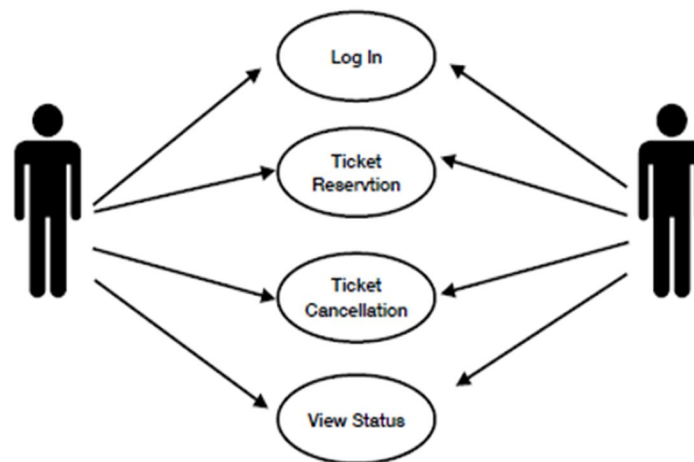 Log In
Ticket
Reservtion
Ticket
Cancellation
View Status